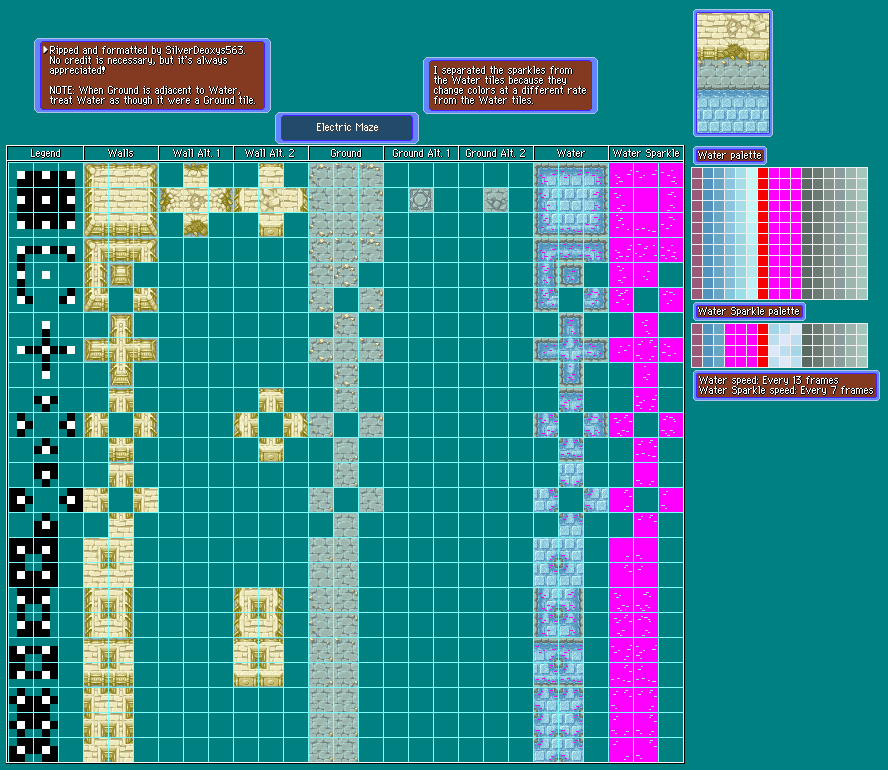 Ripped and formatted by SilverDeoxys563.
No credit is necessary, but it's always
appreciated!
NOTE: When Ground is adjacent to Water,
treat Water as though it were a Ground tile.
I separated the sparkles from
the Water tiles because they
change colors at a different rate
from the Water tiles.
Electric Maze
Legend Walls Wall Alt. 1 Wall Alt. 2 Ground Ground Alt. 1 Ground Alt. 2 Water Water Sparkle
Water palette
Water Sparkle palette
Water speed: Every 13 frames
Water Sparkle speed: Every 7 frames